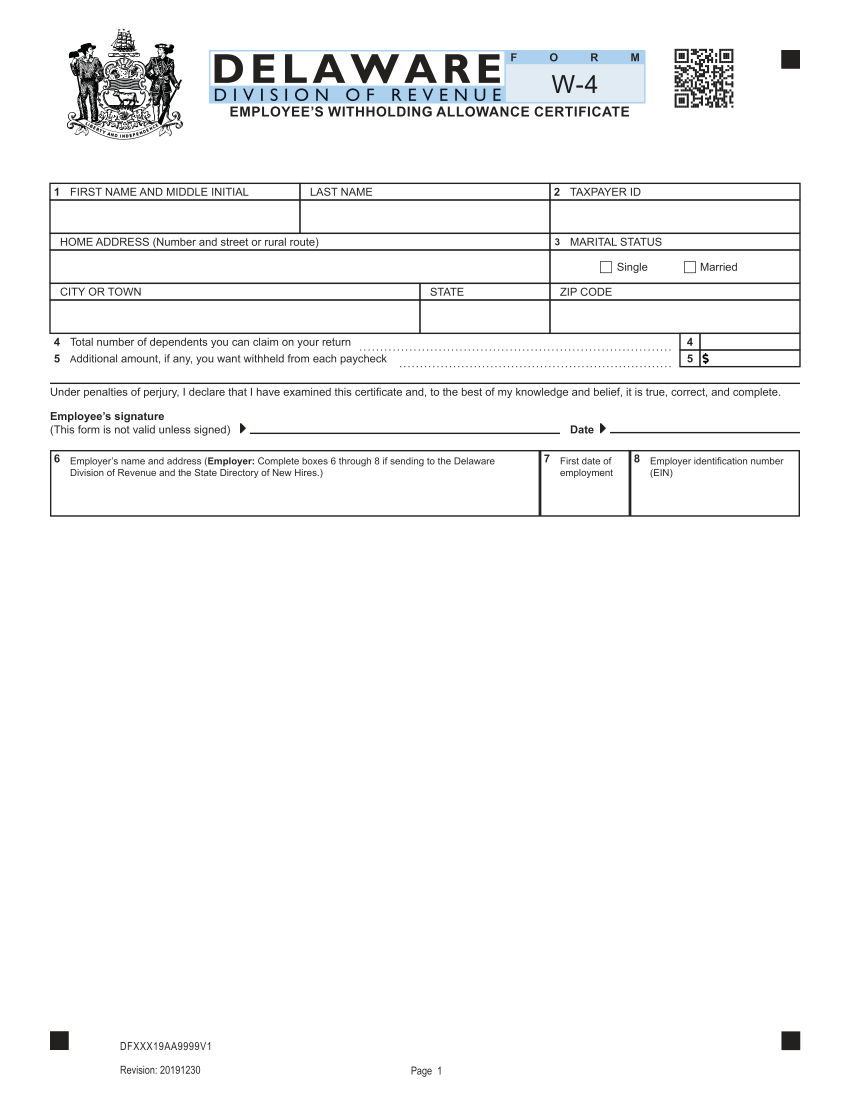 LIBERTY AND INDEPENDENCE
DELAWARE
DIVISION OF REVENUE
FORM
W-4
EMPLOYEE'S WITHHOLDING ALLOWANCE CERTIFICATE
1 FIRST NAME AND MIDDLE INITIAL LAST NAME 2 TAXPAYER ID
HOME ADDRESS (Number and street or rural route) 3 MARITAL STATUS
Single Married
CITY OR TOWN STATE ZIP CODE
4 Total number of dependents you can claim on your return 4
5 Additional amount, if any, you want withheld from each paycheck 5 $
Under penalties of perjury, I declare that I have examined this certificate and, to the best of my knowledge and belief, it is true, correct, and complete.
Employee's signature
(This form is not valid unless signed) Date
6 Employer's name and address (Employer: Complete boxes 6 through 8 if sending to the Delaware
Division of Revenue and the State Directory of New Hires.)
7 First date of
employment
8 Employer identification number
(EIN)
DFXXX19AA9999V1
Revision: 20191230
Page 1